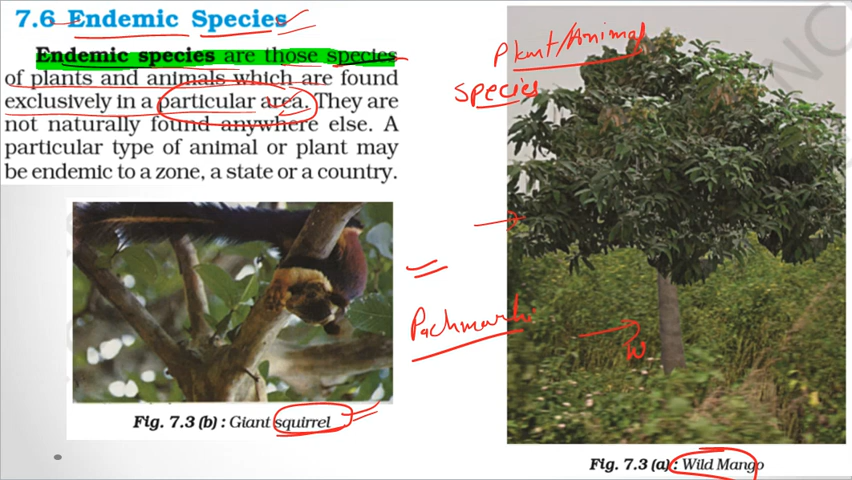 7.6 Endemic Species
Endemic species are those species
of plants and animals which are found
exclusively in a particular area. They are
not naturally found anywhere else. A
particular type of animal or plant may
be endemic to a zone, a state or a country.
Plant/Animal
species
Pachmarhi
W
Fig. 7.3 (b) : Giant squirrel
Fig. 7.3 (a) : Wild Mango